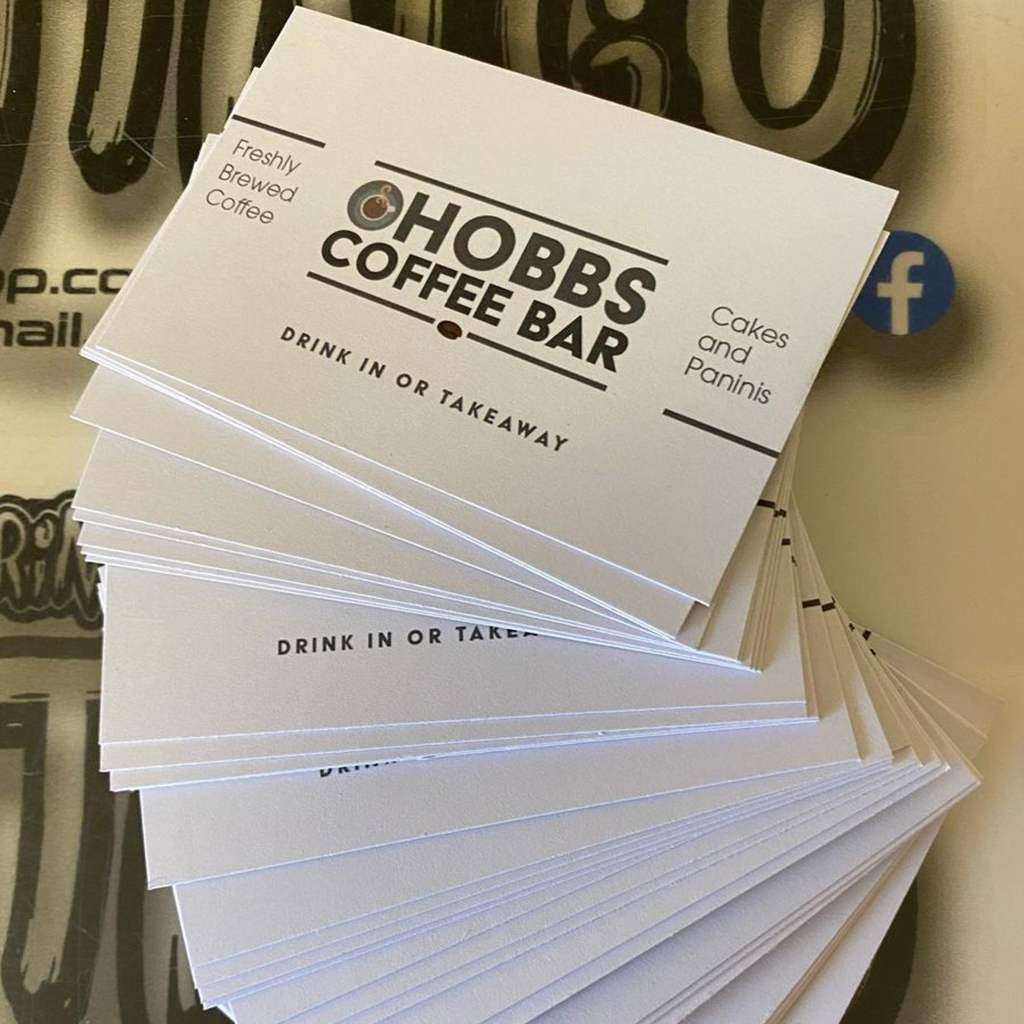 Freshly
Brewed
Coffee
HOBBS
COFFEE BAR
DRINK IN OR TAKEAWAY
Cakes
and
Paninis
DRINK IN OR TAKEA
f